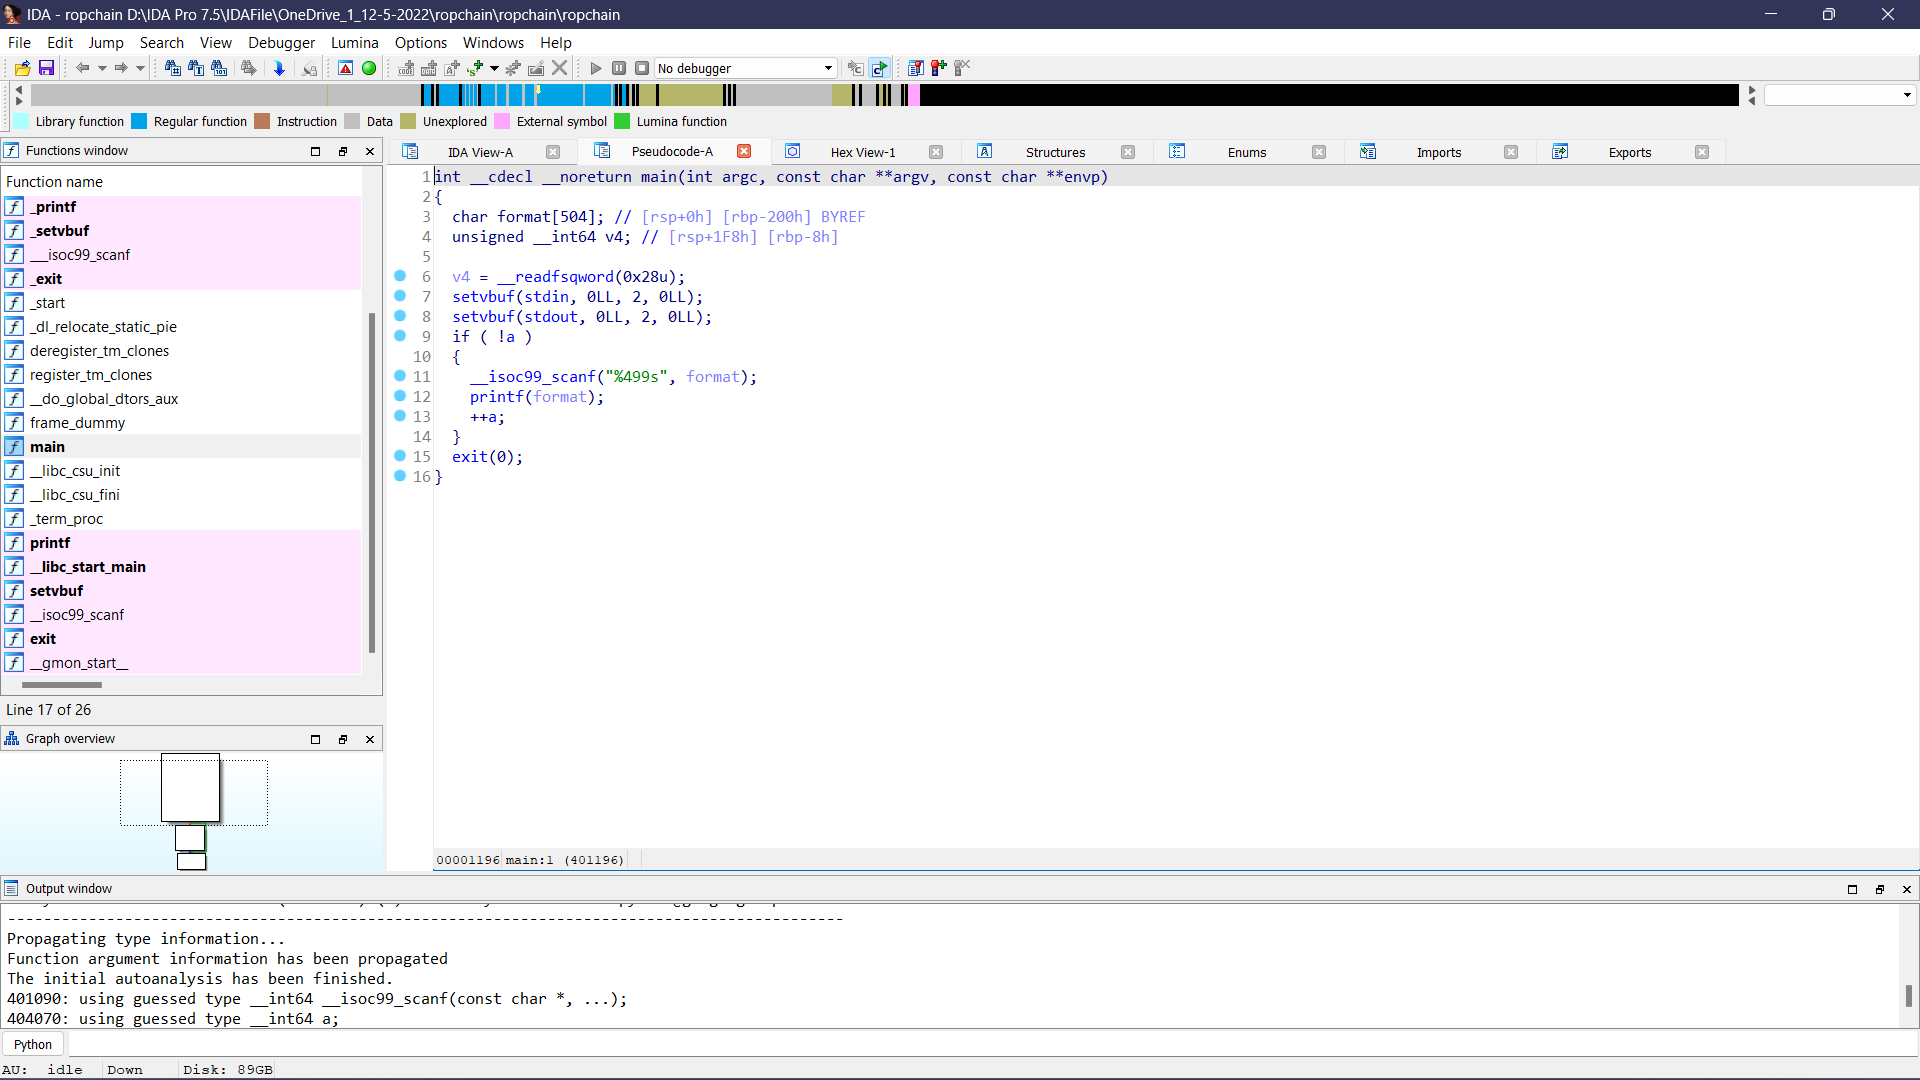 IDA - ropchain D:\IDA Pro 7.5\IDAFile\OneDrive_1_12-5-2022\ropchain\ropchain\ropchain
File Edit Jump Search View Debugger Lumina Options Windows Help
No debugger
Library function Regular function Instruction Data Unexplored External symbol Lumina function
Functions window
Function name
_printf
_setvbuf
___isoc99_scanf
_exit
_start
_dl_relocate_static_pie
deregister_tm_clones
register_tm_clones
__do_global_dtors_aux
frame_dummy
main
__libc_csu_init
__libc_csu_fini
_term_proc
printf
__libc_start_main
setvbuf
__isoc99_scanf
exit
__gmon_start__
Line 17 of 26
Graph overview
IDA View-A Pseudocode-A Hex View-1 Structures Enums Imports Exports
1 int __cdecl __noreturn main(int argc, const char **argv, const char **envp)
2 {
3 char format[504]; // [rsp+0h] [rbp-200h] BYREF
4 unsigned __int64 v4; // [rsp+1F8h] [rbp-8h]
5
6 v4 = __readfsqword(0x28u);
7 setvbuf(stdin, 0LL, 2, 0LL);
8 setvbuf(stdout, 0LL, 2, 0LL);
9 if ( !a )
10 {
11 __isoc99_scanf("%499s", format);
12 printf(format);
13 ++a;
14 }
15 exit(0);
16 }
00001196 main:1 (401196)
Output window
---------------------------------------------------------------------------------------------
Propagating type information...
Function argument information has been propagated
The initial autoanalysis has been finished.
401090: using guessed type __int64 __isoc99_scanf(const char *, ...);
404070: using guessed type __int64 a;
Python
AU: idle Down Disk: 89GB